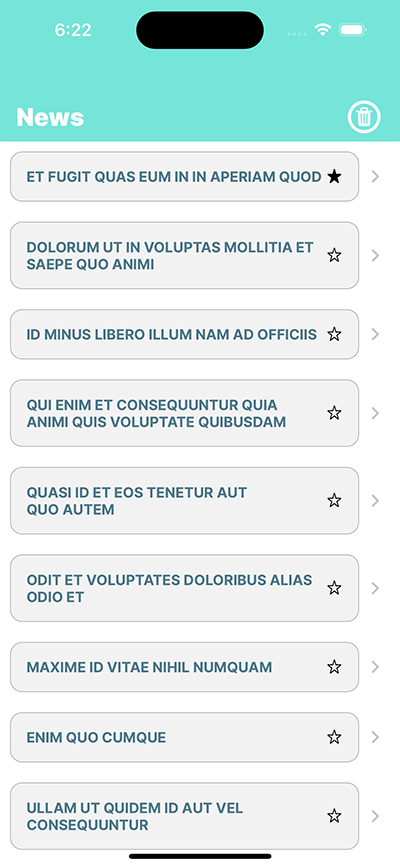 6:22
News
ET FUGIT QUAS EUM IN IN APERIAM QUOD
DOLORUM UT IN VOLUPTAS MOLLITIA ET
SAEPE QUO ANIMI
ID MINUS LIBERO ILLUM NAM AD OFFICIIS
QUI ENIM ET CONSEQUUNTUR QUIA
ANIMI QUIS VOLUPTATE QUIBUSDAM
QUASI ID ET EOS TENETUR AUT
QUO AUTEM
ODIT ET VOLUPTATES DOLORIBUS ALIAS
ODIO ET
MAXIME ID VITAE NIHIL NUMQUAM
ENIM QUO CUMQUE
ULLAM UT QUIDEM ID AUT VEL
CONSEQUUNTUR